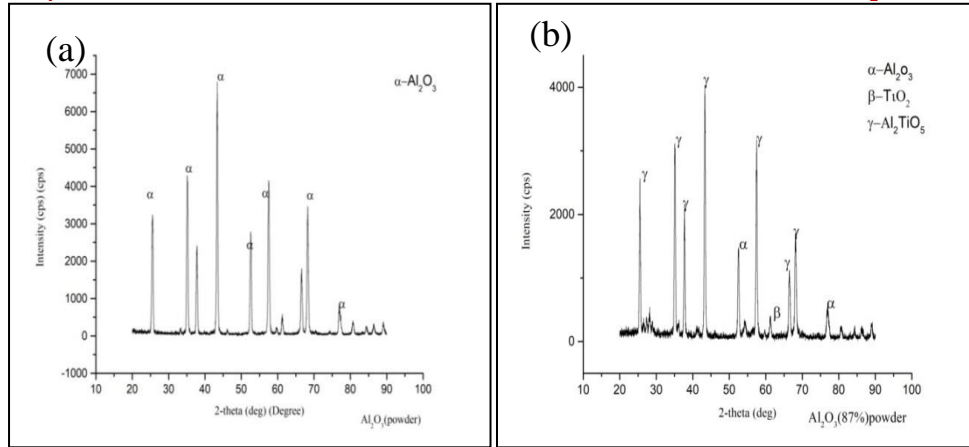 (a)
α
α-Al₂O₃
α
α
α
α
α
α
7000
6000
5000
4000
3000
2000
1000
0
-1000
Intensity (cps) (cps)
10 20 30 40 50 60 70 80 90 100
2-theta (deg) (Degree)
Al₂O₃(powder)
(b)
γ
α-Al₂o₃
β-TıO₂
γ-Al₂TiO₅
γ
γ
γ
γ
γ
α
γ
β
α
4000
2000
0
Intensity (cps)
10 20 30 40 50 60 70 80 90 100
2-theta (deg)
Al₂O₃(87%)powder